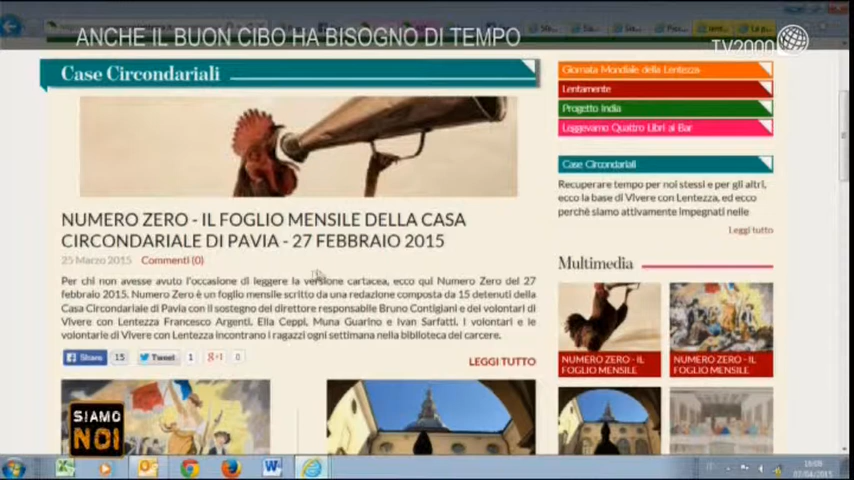 ANCHE IL BUON CIBO HA BISOGNO DI TEMPO
TV2000
Case Circondariali
NUMERO ZERO - IL FOGLIO MENSILE DELLA CASA
CIRCONDARIALE DI PAVIA - 27 FEBBRAIO 2015
25 Marzo 2015 Commenti (0)
Per chi non avesse avuto l'occasione di leggere la versione cartacea, ecco qui Numero Zero del 27
febbraio 2015. Numero Zero è un foglio mensile scritto da una redazione composta da 15 detenuti della
Casa Circondariale di Pavia con il sostegno del direttore responsabile Bruno Contigiani e dei volontari di
Vivere con Lentezza Francesco Argenti, Ella Ceppi, Muna Guarino e Ivan Sarfatti. I volontari e le
volontarie di Vivere con Lentezza incontrano i ragazzi ogni settimana nella biblioteca del carcere.
Share 15 Tweet 1 g+1 0
LEGGI TUTTO
Giornata Mondiale della Lentezza
Lentamente
Progetto India
Leggevamo Quattro Libri al Bar
Case Circondariali
Recuperare tempo per noi stessi e per gli altri,
ecco la base di Vivere con Lentezza, ed ecco
perchè siamo attivamente impegnati nelle
Leggi tutto
Multimedia
NUMERO ZERO - IL
FOGLIO MENSILE
NUMERO ZERO - IL
FOGLIO MENSILE
SIAMO
NOI